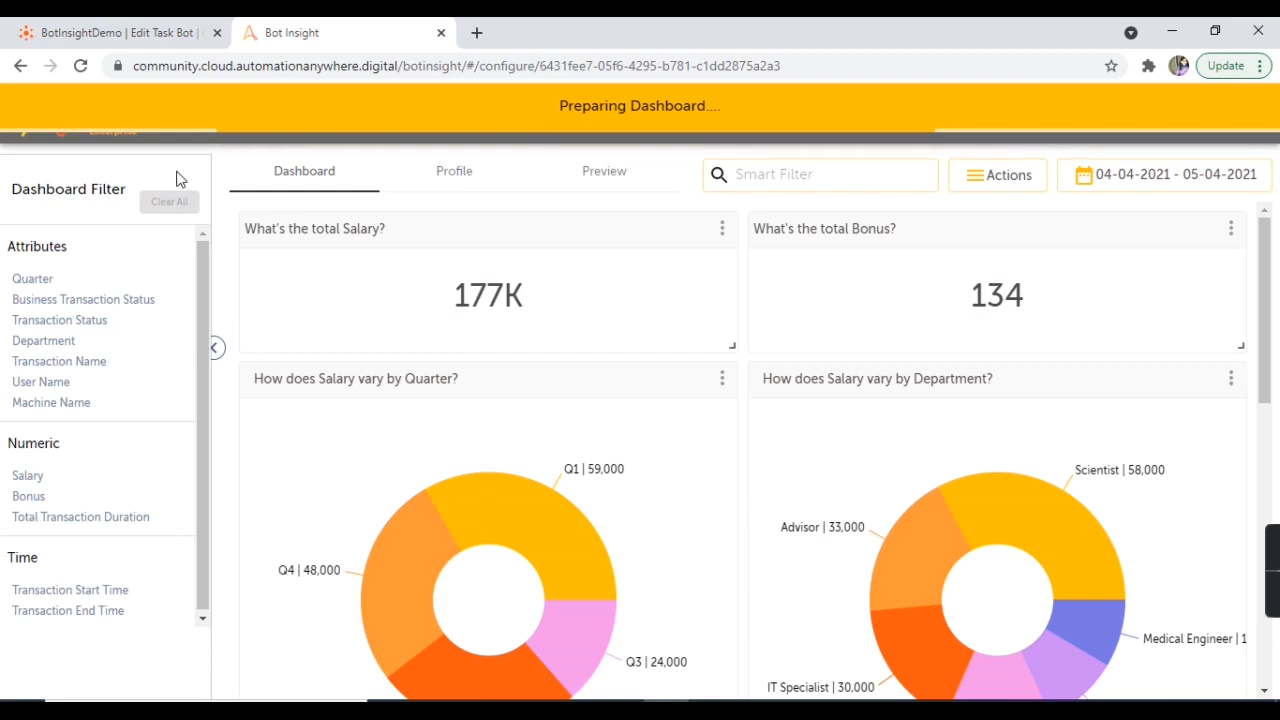 BotInsightDemo | Edit Task Bot |
Bot Insight
community.cloud.automationanywhere.digital/botinsight/#/configure/6431fee7-05f6-4295-b781-c1dd2875a2a3
Update
Preparing Dashboard....
Dashboard Filter
Clear All
Attributes
Quarter
Business Transaction Status
Transaction Status
Department
Transaction Name
User Name
Machine Name
Numeric
Salary
Bonus
Total Transaction Duration
Time
Transaction Start Time
Transaction End Time
Dashboard
Profile
Preview
Smart Filter
Actions
04-04-2021 - 05-04-2021
What's the total Salary?
177K
What's the total Bonus?
134
How does Salary vary by Quarter?
Q1 | 59,000
Q4 | 48,000
Q3 | 24,000
How does Salary vary by Department?
Scientist | 58,000
Advisor | 33,000
Medical Engineer | 1
IT Specialist | 30,000